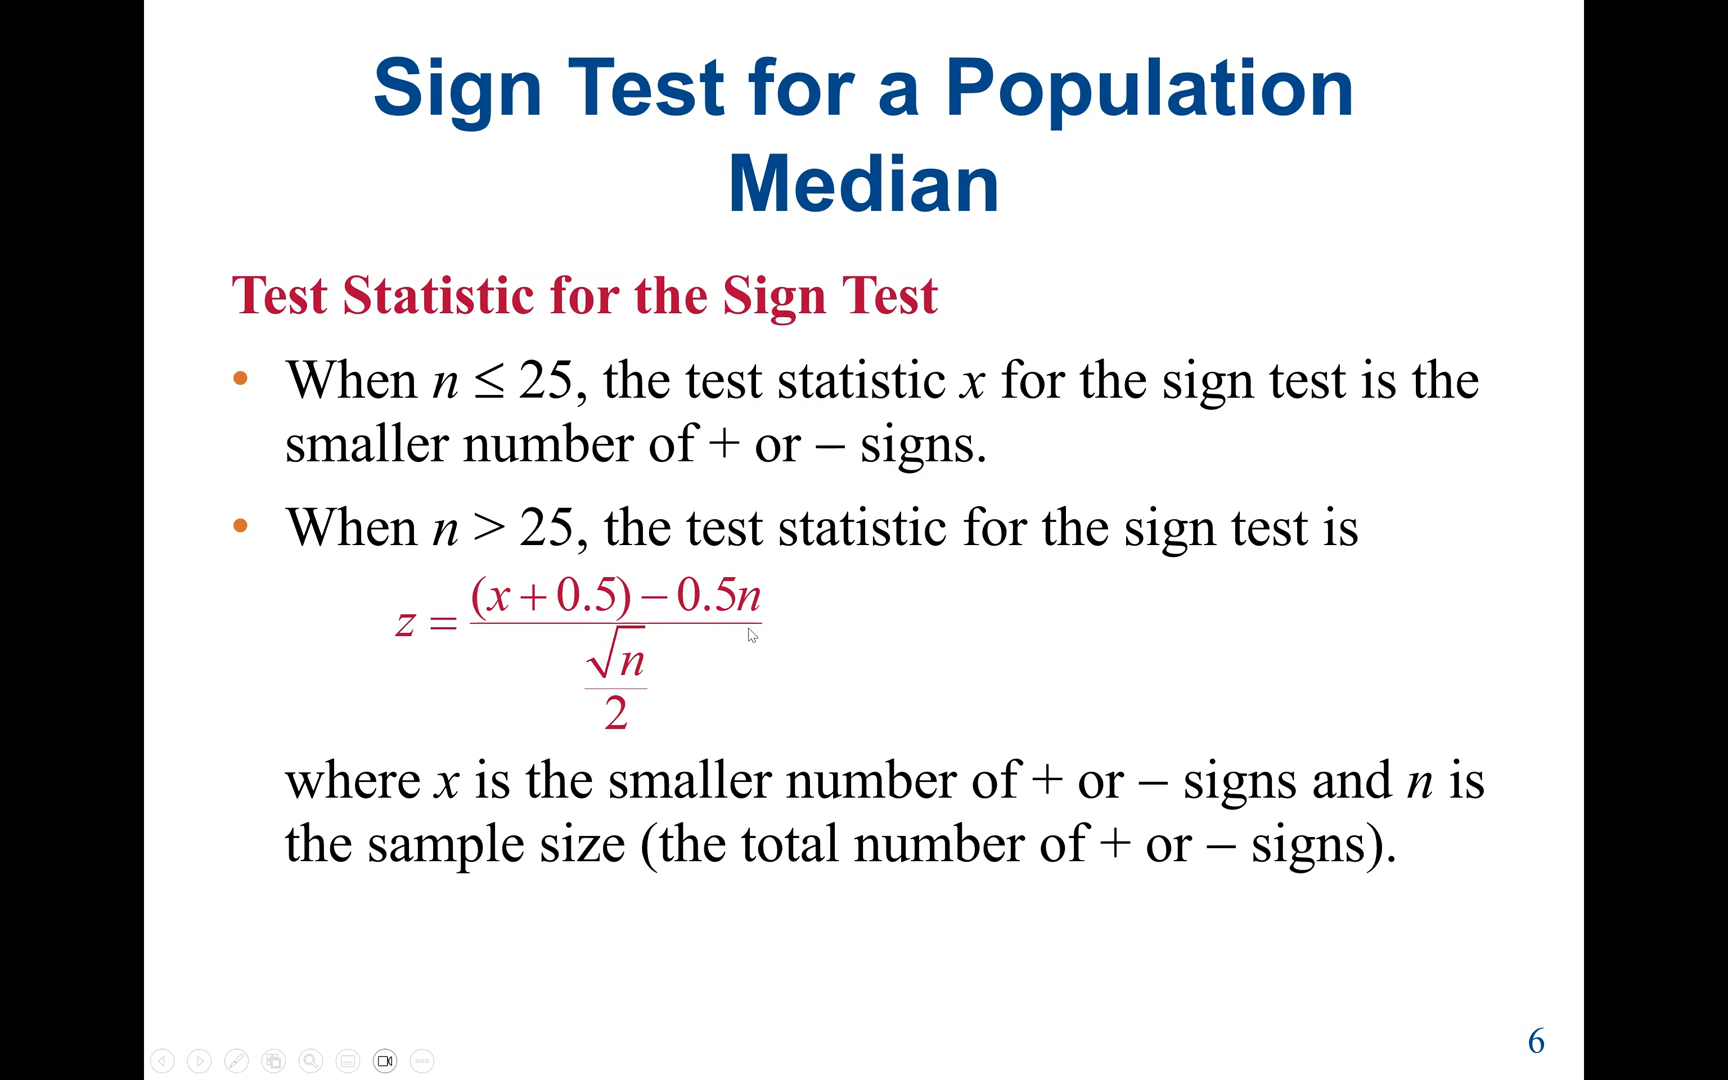 Sign Test for a Population
Median
Test Statistic for the Sign Test
• When n ≤ 25, the test statistic x for the sign test is the
smaller number of + or – signs.
• When n > 25, the test statistic for the sign test is
z = ((x + 0.5) – 0.5n) / (√n / 2)
where x is the smaller number of + or – signs and n is
the sample size (the total number of + or – signs).
6